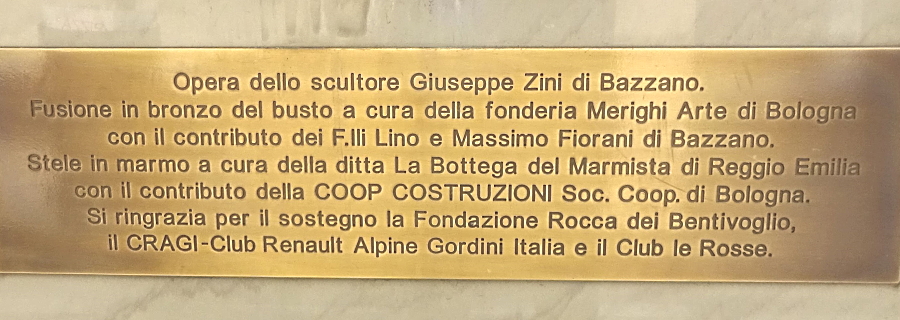 Opera dello scultore Giuseppe Zini di Bazzano.
Fusione in bronzo del busto a cura della fonderia Merighi Arte di Bologna
con il contributo dei F.lli Lino e Massimo Fiorani di Bazzano.
Stele in marmo a cura della ditta La Bottega del Marmista di Reggio Emilia
con il contributo della COOP COSTRUZIONI Soc. Coop. di Bologna.
Si ringrazia per il sostegno la Fondazione Rocca dei Bentivoglio,
il CRAGI-Club Renault Alpine Gordini Italia e il Club le Rosse.